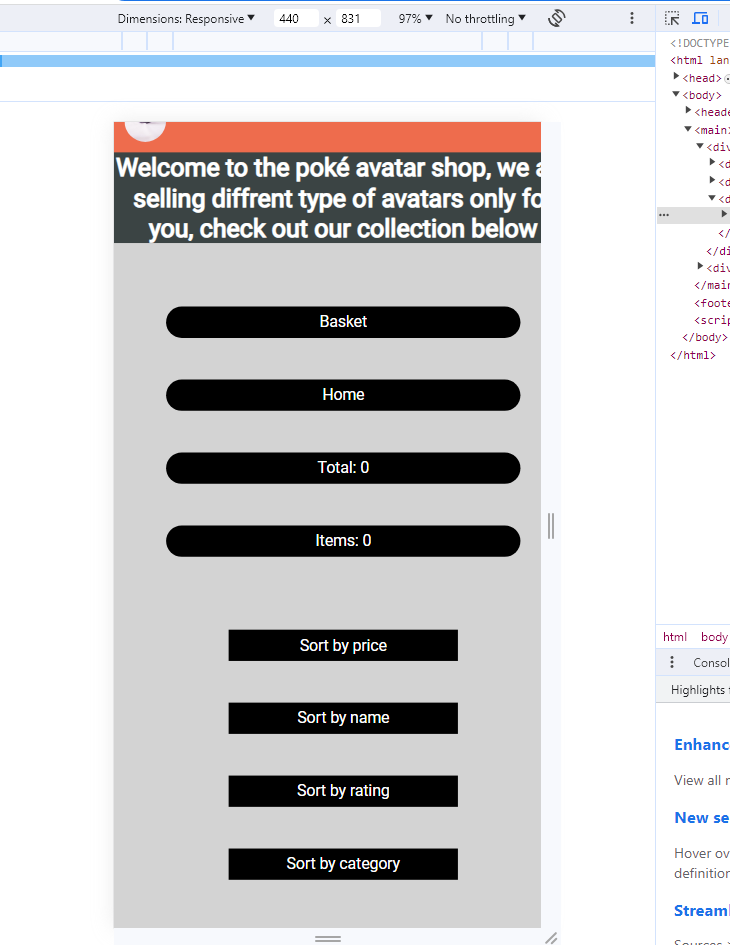 Dimensions: Responsive 440 × 831 97% No throttling
<!DOCTYPE
<html lan
<head>
<body>
<heade
<main
<div
<d
<d
<d
</
</di
<div
</main
<foote
<scrip
</body>
</html>
Welcome to the poké avatar shop, we a
selling diffrent type of avatars only fo
you, check out our collection below
Basket
Home
Total: 0
Items: 0
Sort by price
Sort by name
Sort by rating
Sort by category
html body
Consol
Highlights
Enhanc
View all
New se
Hover ov
definition
Streaml